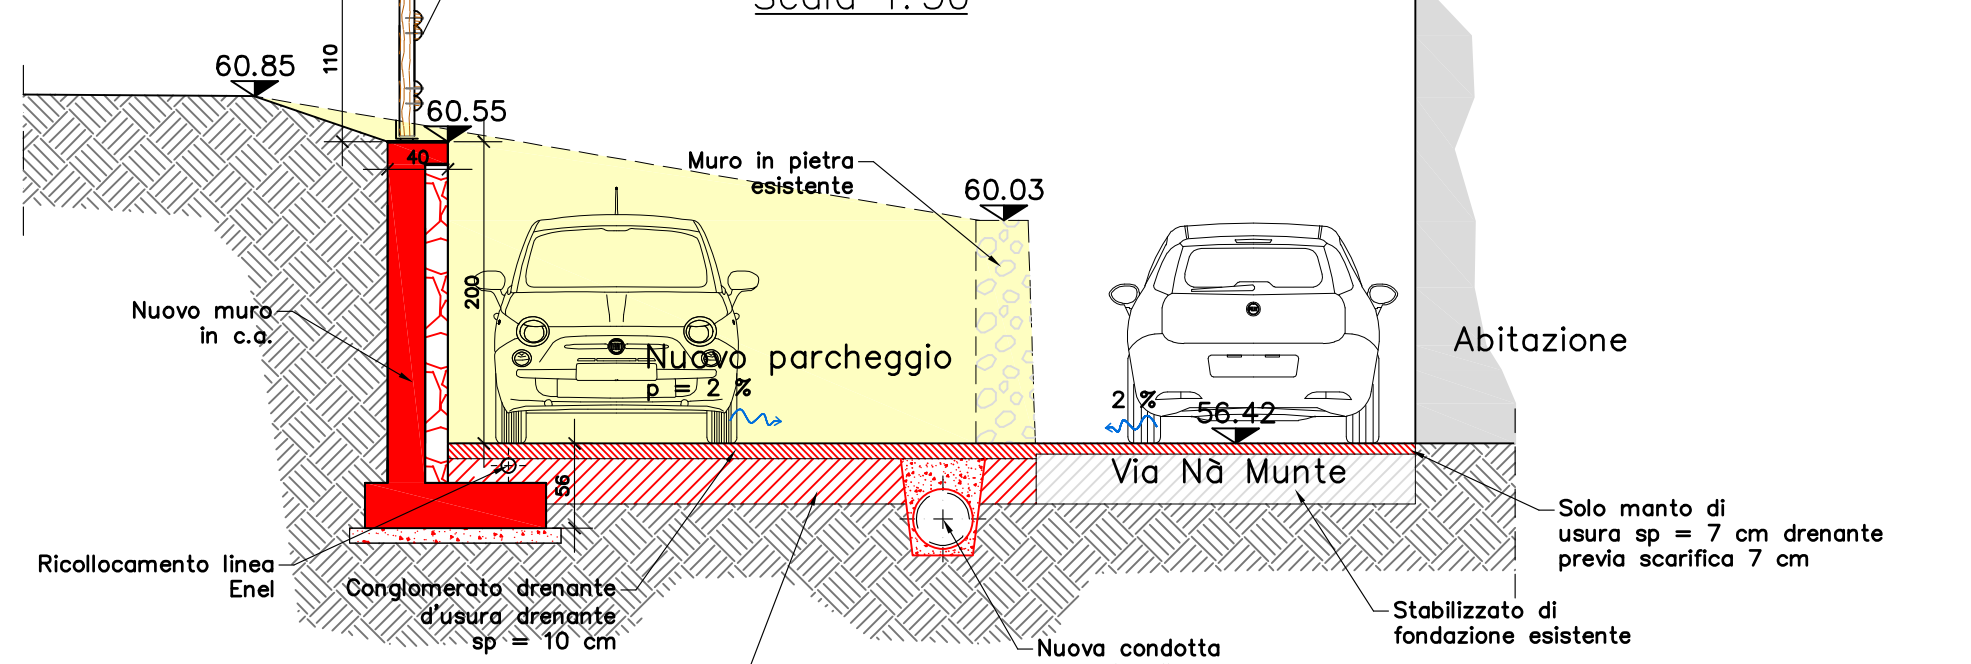 Scala 1:50
110
60.85
60.55
40
Muro in pietra
esistente
60.03
200
Nuovo muro
in c.a.
Nuovo parcheggio
p = 2 %
2 %
56.42
Abitazione
Via Nà Munte
56
Solo manto di
usura sp = 7 cm drenante
previa scarifica 7 cm
Ricollocamento linea
Enel
Conglomerato drenante
d'usura drenante
sp = 10 cm
Stabilizzato di
fondazione esistente
Nuova condotta